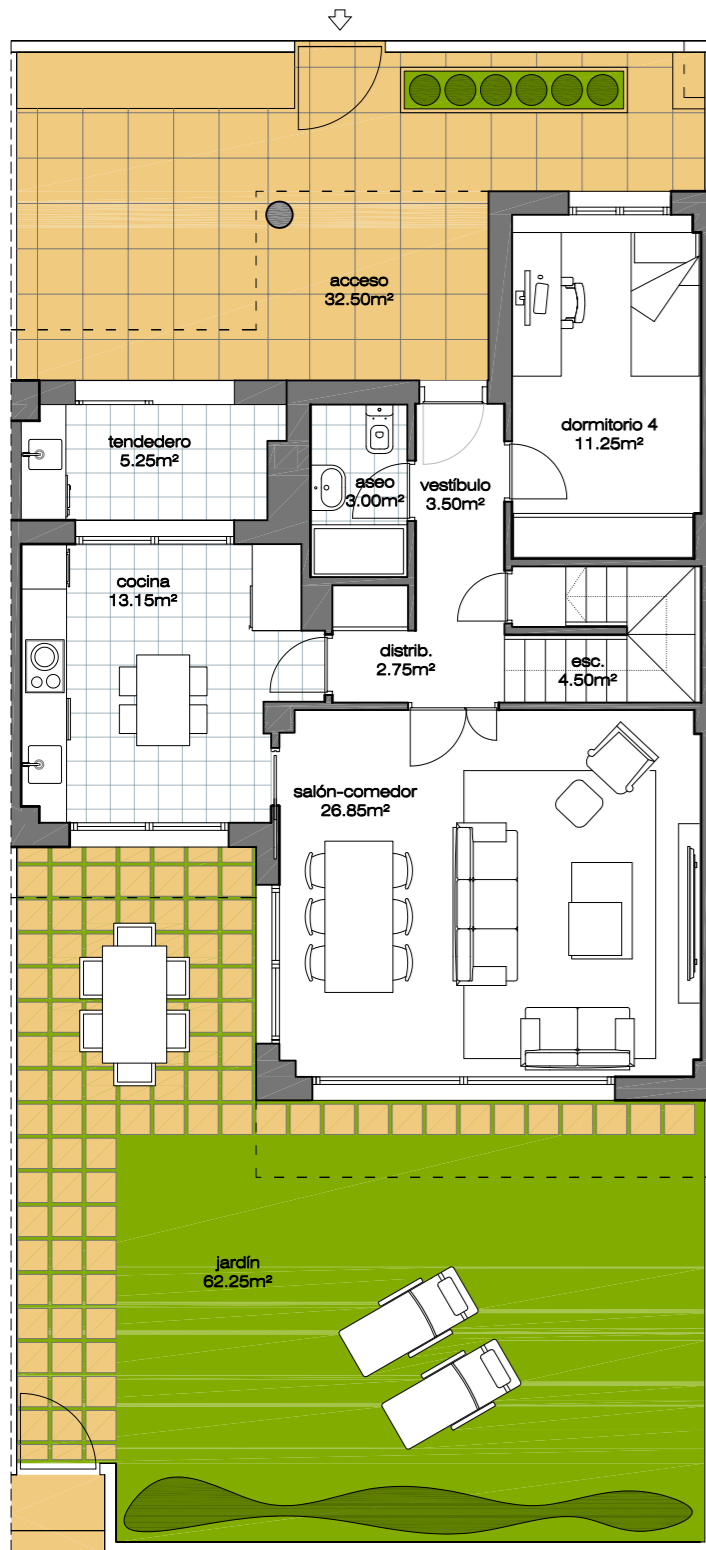 acceso
32.50m²
dormitorio 4
11.25m²
tendedero
5.25m²
aseo
3.00m²
vestíbulo
3.50m²
cocina
13.15m²
distrib.
2.75m²
esc.
4.50m²
salón-comedor
26.85m²
jardín
62.25m²